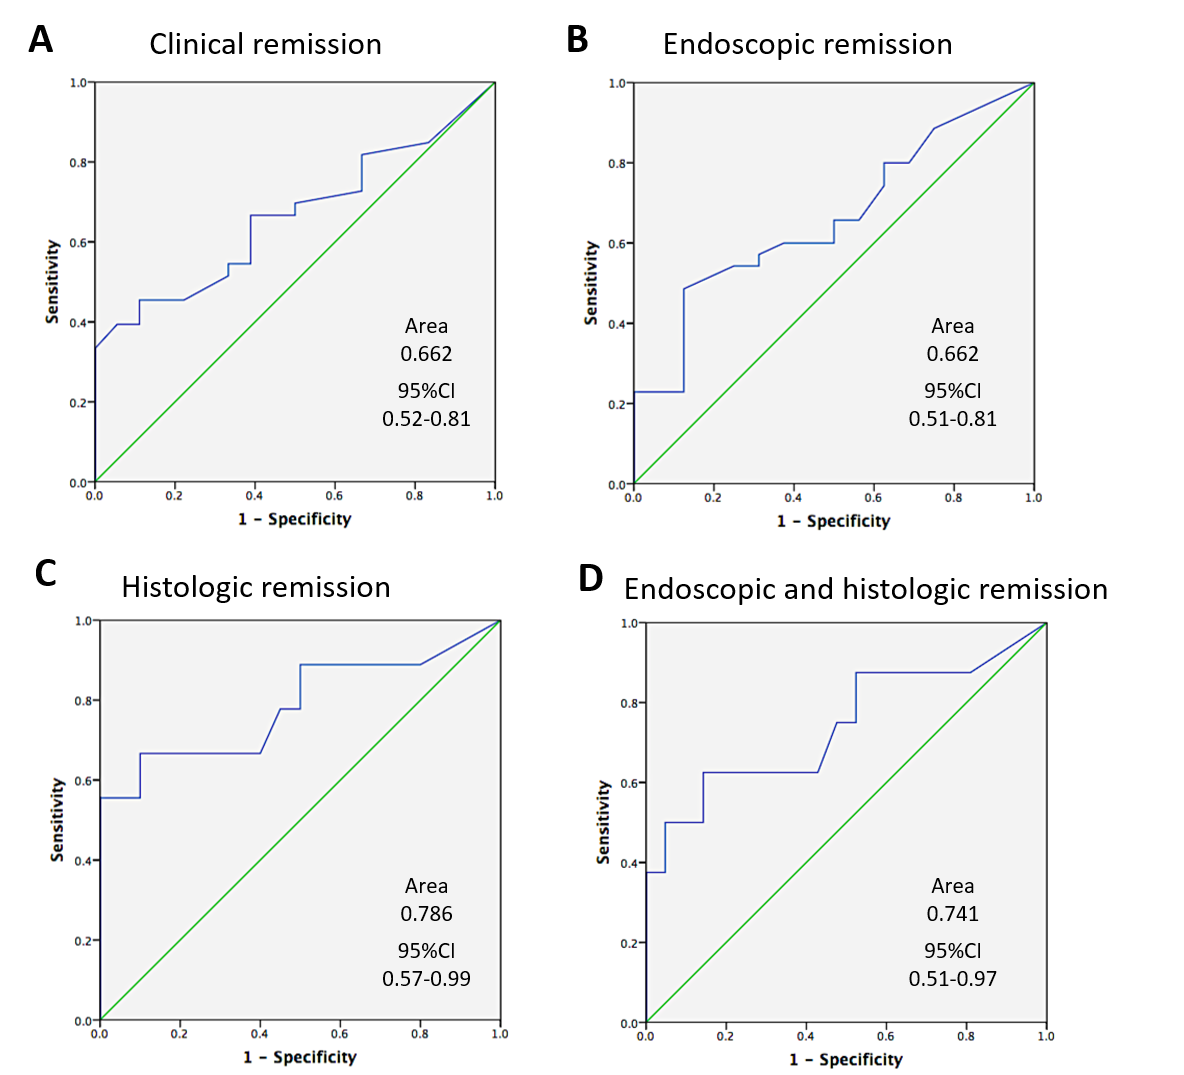 A
Clinical remission
1.0
0.8
0.6
0.4
0.2
0.0
Sensitivity
0.0 0.2 0.4 0.6 0.8 1.0
1 – Specificity
Area
0.662
95%CI
0.52-0.81
B
Endoscopic remission
1.0
0.8
0.6
0.4
0.2
0.0
Sensitivity
0.0 0.2 0.4 0.6 0.8 1.0
1 – Specificity
Area
0.662
95%CI
0.51-0.81
C
Histologic remission
1.0
0.8
0.6
0.4
0.2
0.0
Sensitivity
0.0 0.2 0.4 0.6 0.8 1.0
1 – Specificity
Area
0.786
95%CI
0.57-0.99
D
Endoscopic and histologic remission
1.0
0.8
0.6
0.4
0.2
0.0
Sensitivity
0.0 0.2 0.4 0.6 0.8 1.0
1 – Specificity
Area
0.741
95%CI
0.51-0.97